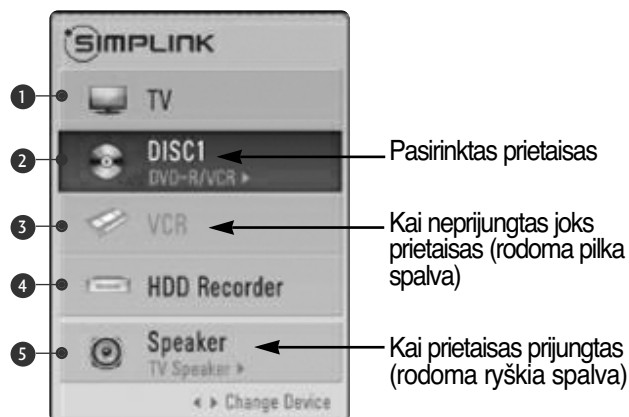 SIMPLINK
1 TV
2 DISC1
DVD-R/VCR ▸
Pasirinktas prietaisas
3 VCR
Kai neprijungtas joks
prietaisas (rodoma pilka
spalva)
4 HDD Recorder
5 Speaker
TV Speaker ▸
Kai prietaisas prijungtas
(rodoma ryškia spalva)
◂ ▸ Change Device